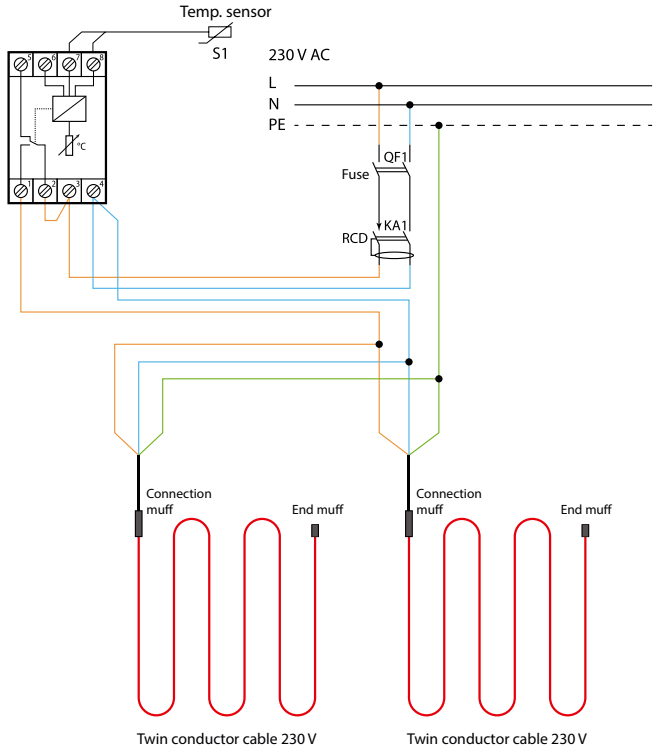 Temp. sensor
S1
230 V AC
L
N
PE
5 6 7 8
°C
1 2 3 4
QF1
Fuse
KA1
RCD
Connection
muff
End muff
Connection
muff
End muff
Twin conductor cable 230 V
Twin conductor cable 230 V